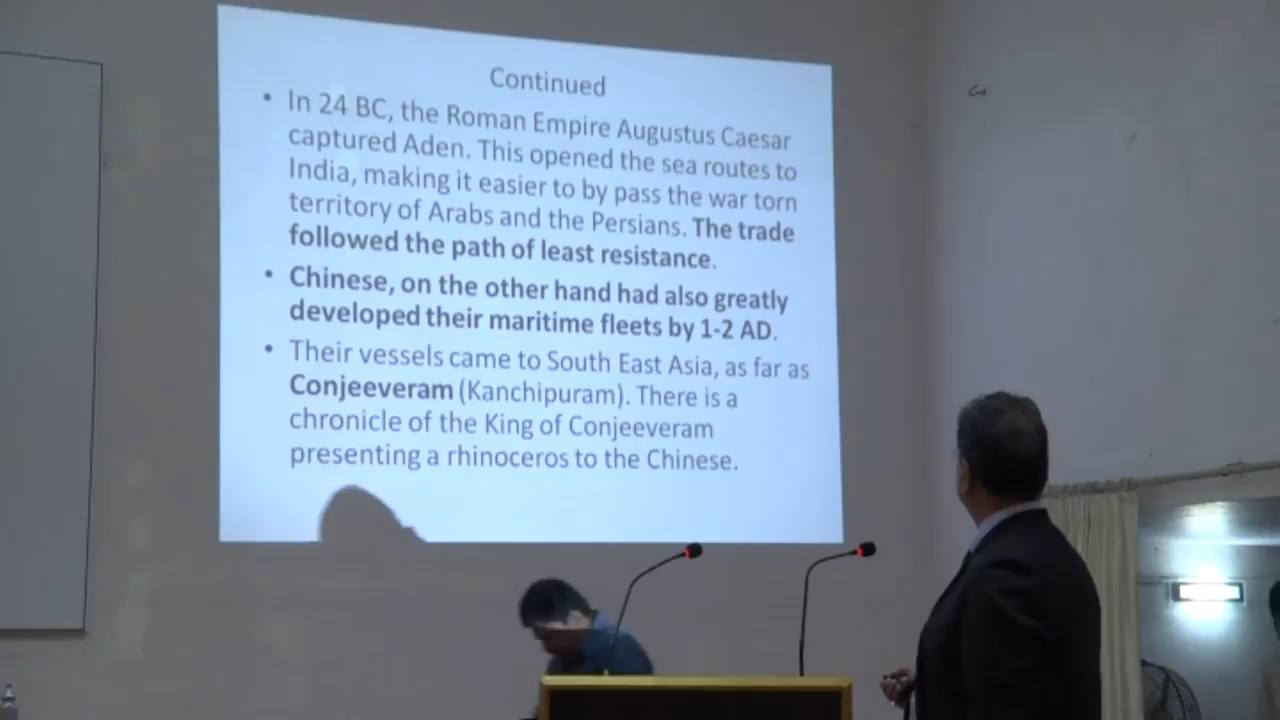 Continued
• In 24 BC, the Roman Empire Augustus Caesar
captured Aden. This opened the sea routes to
India, making it easier to by pass the war torn
territory of Arabs and the Persians. The trade
followed the path of least resistance.
• Chinese, on the other hand had also greatly
developed their maritime fleets by 1-2 AD.
• Their vessels came to South East Asia, as far as
Conjeeveram (Kanchipuram). There is a
chronicle of the King of Conjeeveram
presenting a rhinoceros to the Chinese.